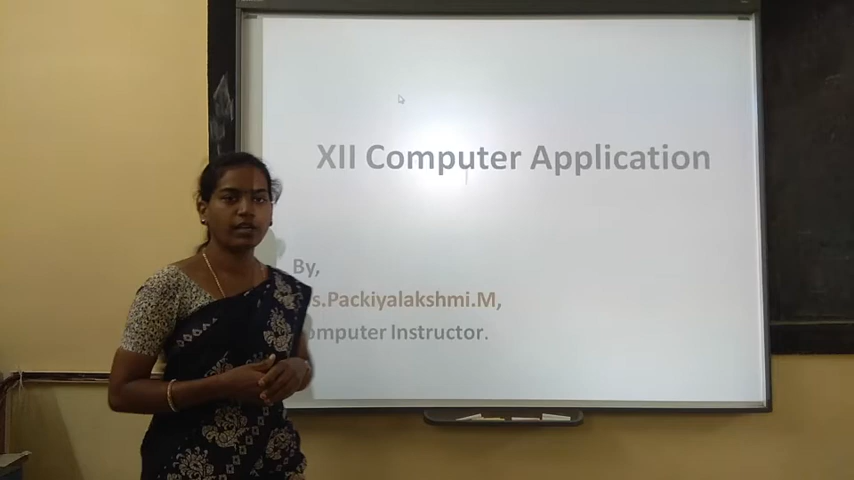 XII Computer Application
By,
s.Packiyalakshmi.M,
omputer Instructor.